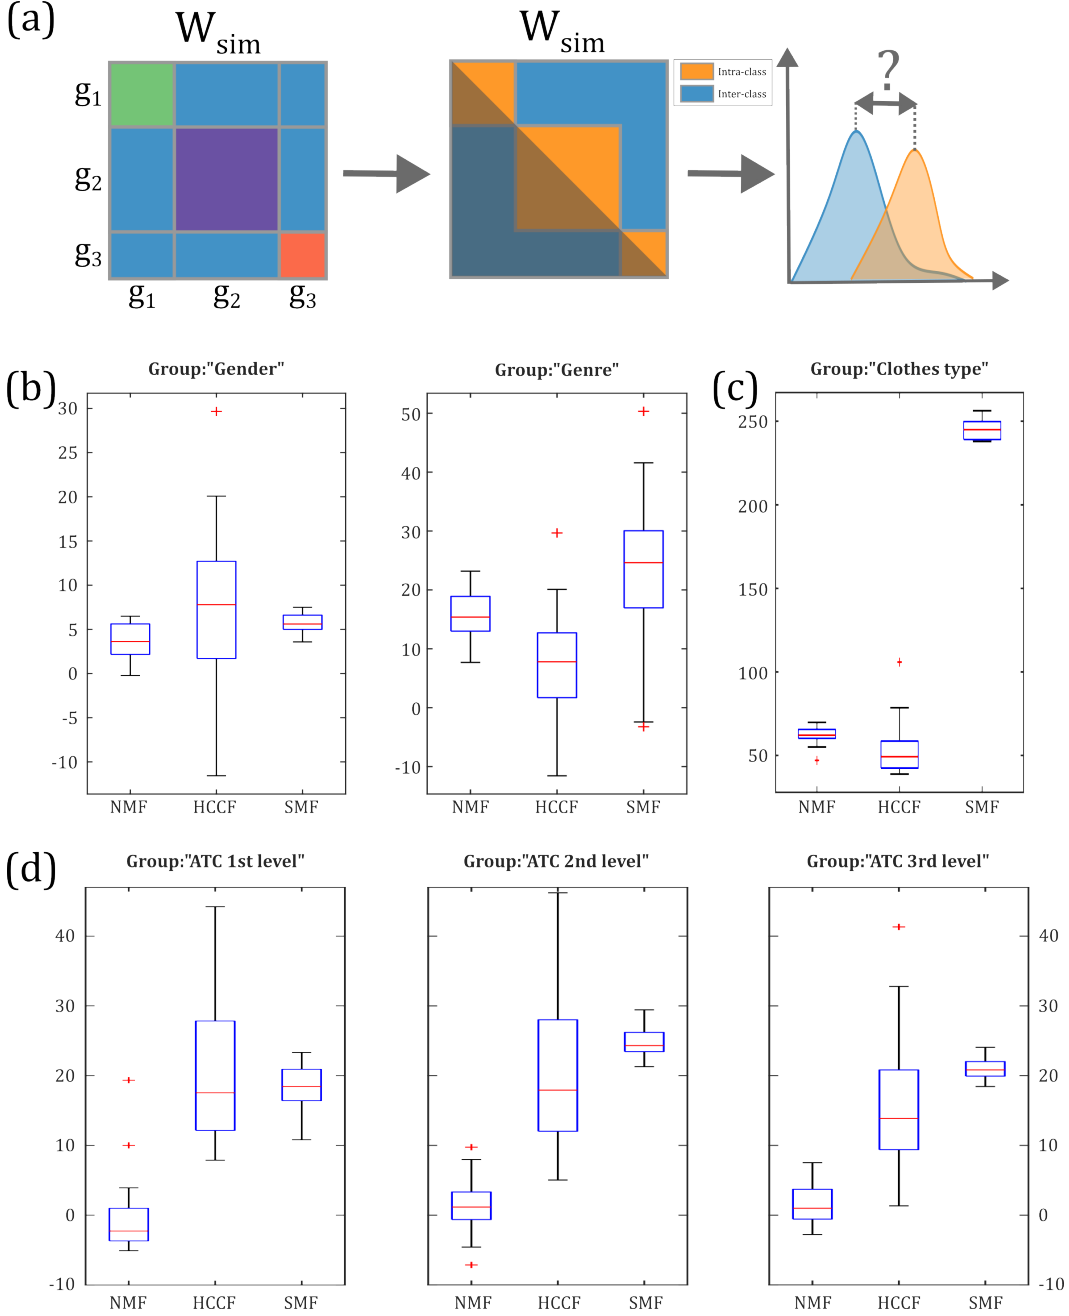 (a)
W_sim
W_sim
g1
g2
g3
g1 g2 g3
Intra-class
Inter-class
?
(b)
Group:"Gender"
30
20
15
10
5
0
-5
-10
NMF HCCF SMF
Group:"Genre"
50
40
30
20
10
0
-10
NMF HCCF SMF
(c)
Group:"Clothes type"
250
200
150
100
50
NMF HCCF SMF
(d)
Group:"ATC 1st level"
40
30
20
10
0
-10
NMF HCCF SMF
Group:"ATC 2nd level"
NMF HCCF SMF
Group:"ATC 3rd level"
40
30
20
10
0
-10
NMF HCCF SMF